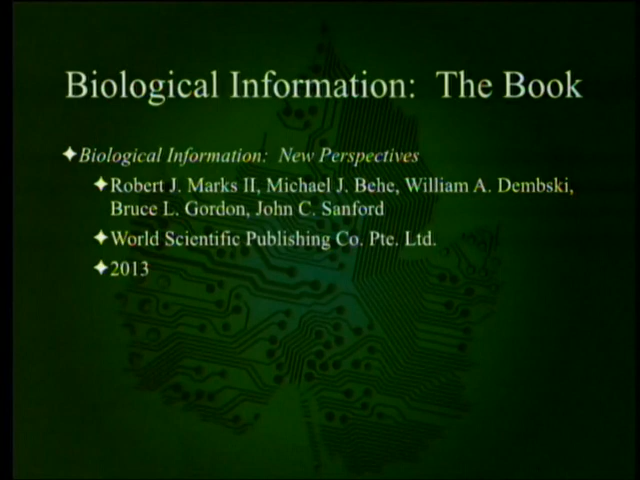 Biological Information: The Book
Biological Information: New Perspectives
Robert J. Marks II, Michael J. Behe, William A. Dembski,
Bruce L. Gordon, John C. Sanford
World Scientific Publishing Co. Pte. Ltd.
2013